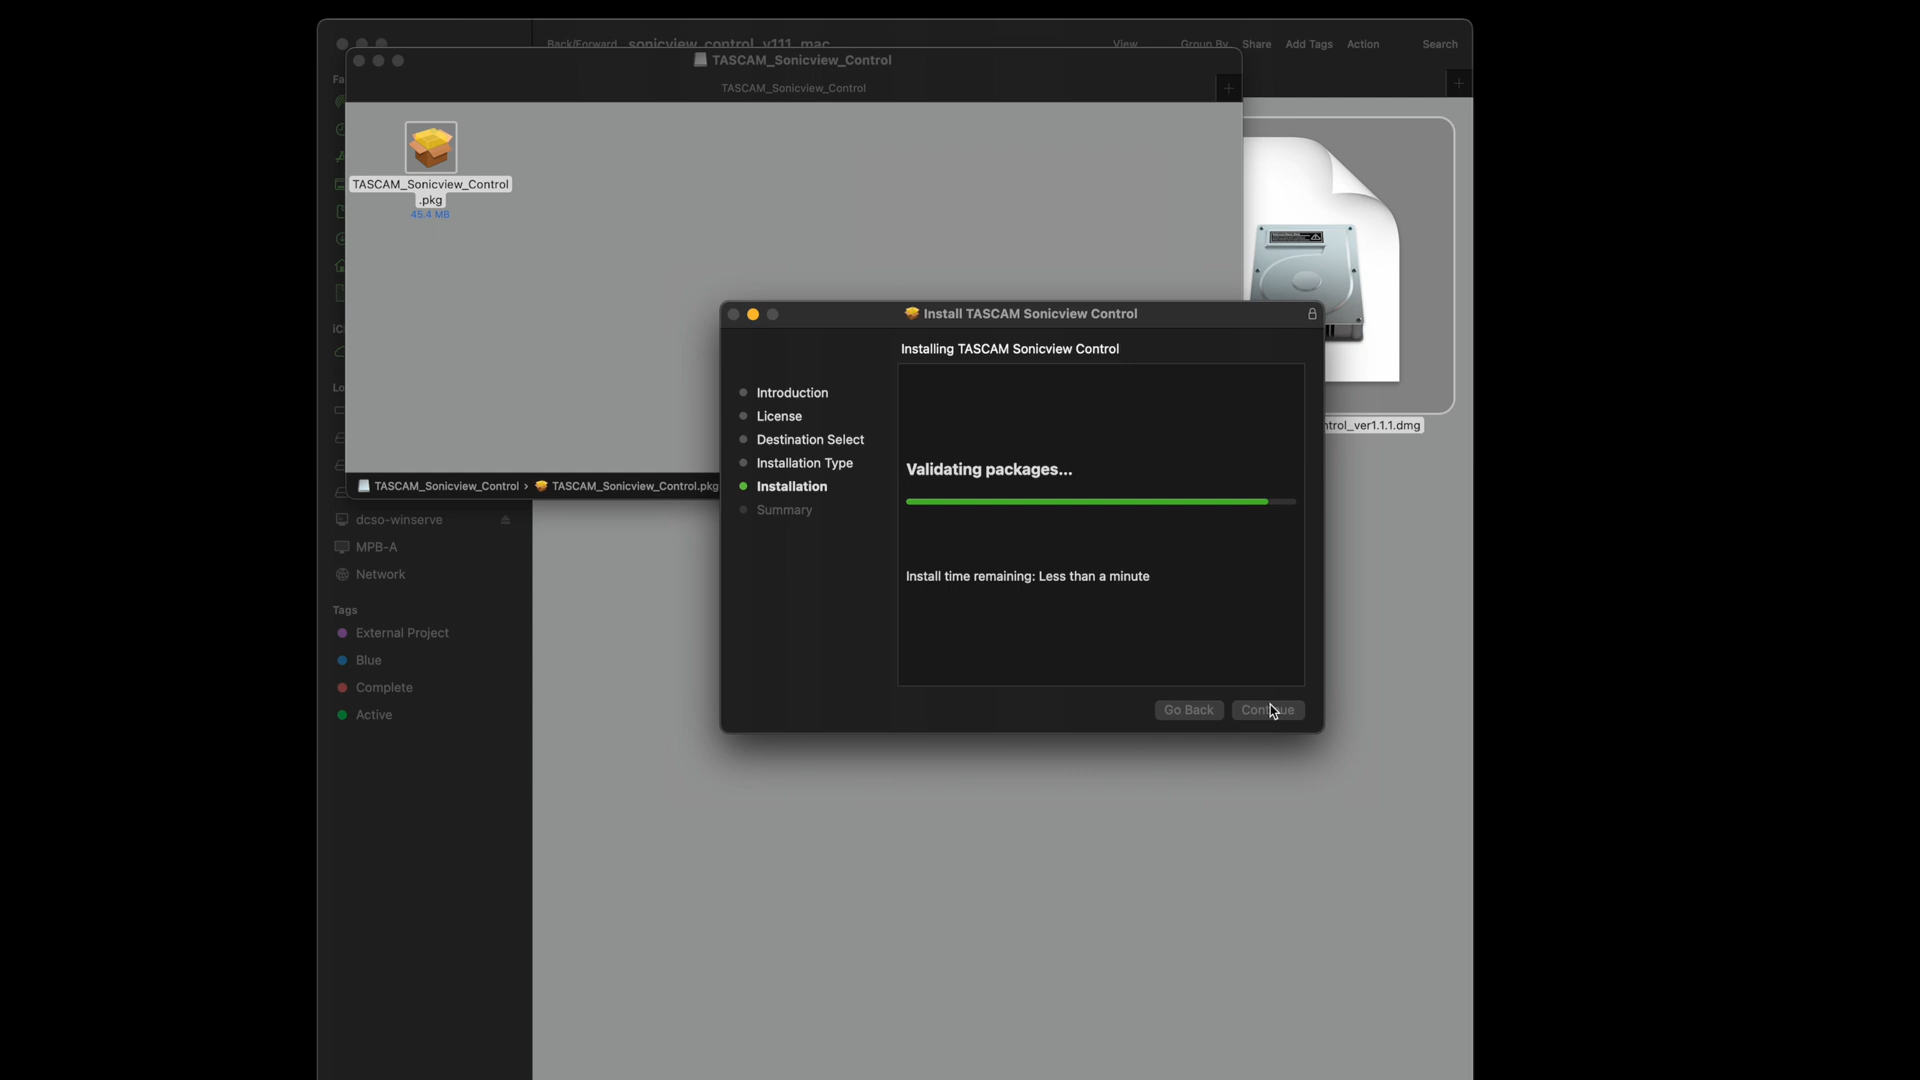 Back/Forward sonicview_control_v111_mac View Group By Share Add Tags Action Search
TASCAM_Sonicview_Control
TASCAM_Sonicview_Control
TASCAM_Sonicview_Control
.pkg
45.4 MB
TASCAM_Sonicview_Control › TASCAM_Sonicview_Control.pkg
dcso-winserve
MPB-A
Network
Tags
External Project
Blue
Complete
Active
ntrol_ver1.1.1.dmg
Install TASCAM Sonicview Control
Installing TASCAM Sonicview Control
Introduction
License
Destination Select
Installation Type
Installation
Summary
Validating packages...
Install time remaining: Less than a minute
Go Back
Continue